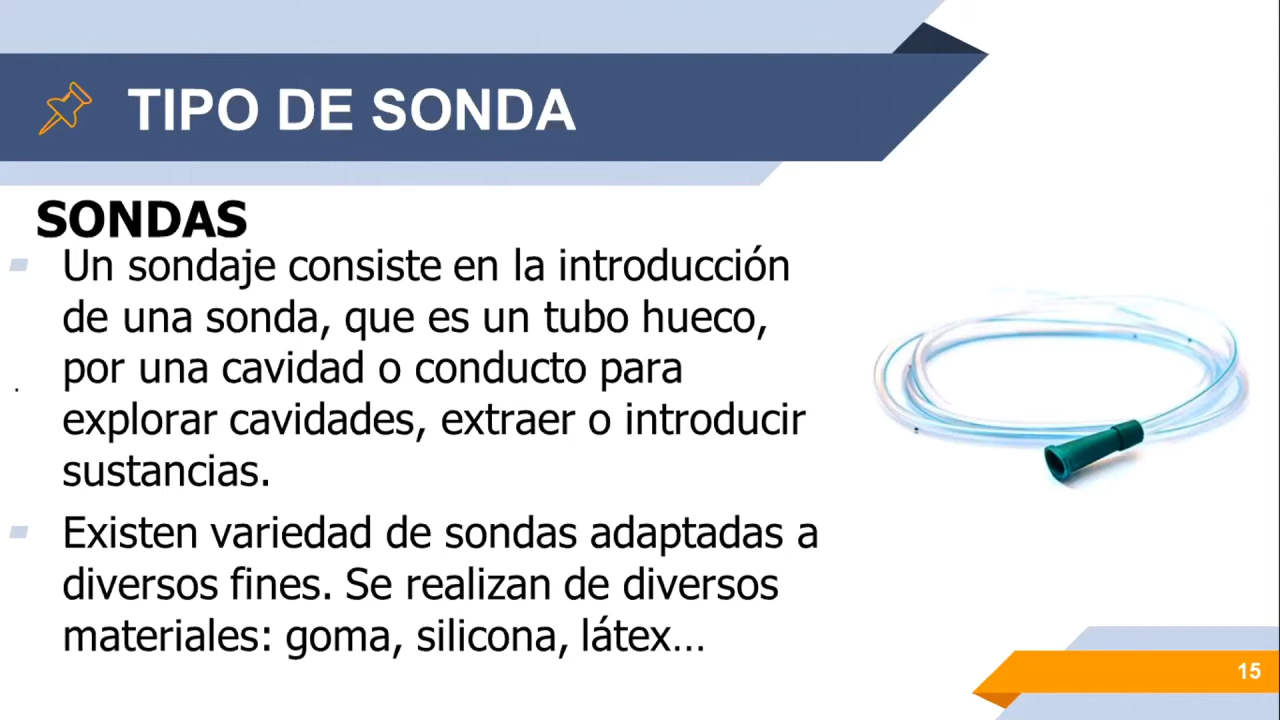 TIPO DE SONDA
SONDAS
Un sondaje consiste en la introducción
de una sonda, que es un tubo hueco,
por una cavidad o conducto para
explorar cavidades, extraer o introducir
sustancias.
Existen variedad de sondas adaptadas a
diversos fines. Se realizan de diversos
materiales: goma, silicona, látex...
15